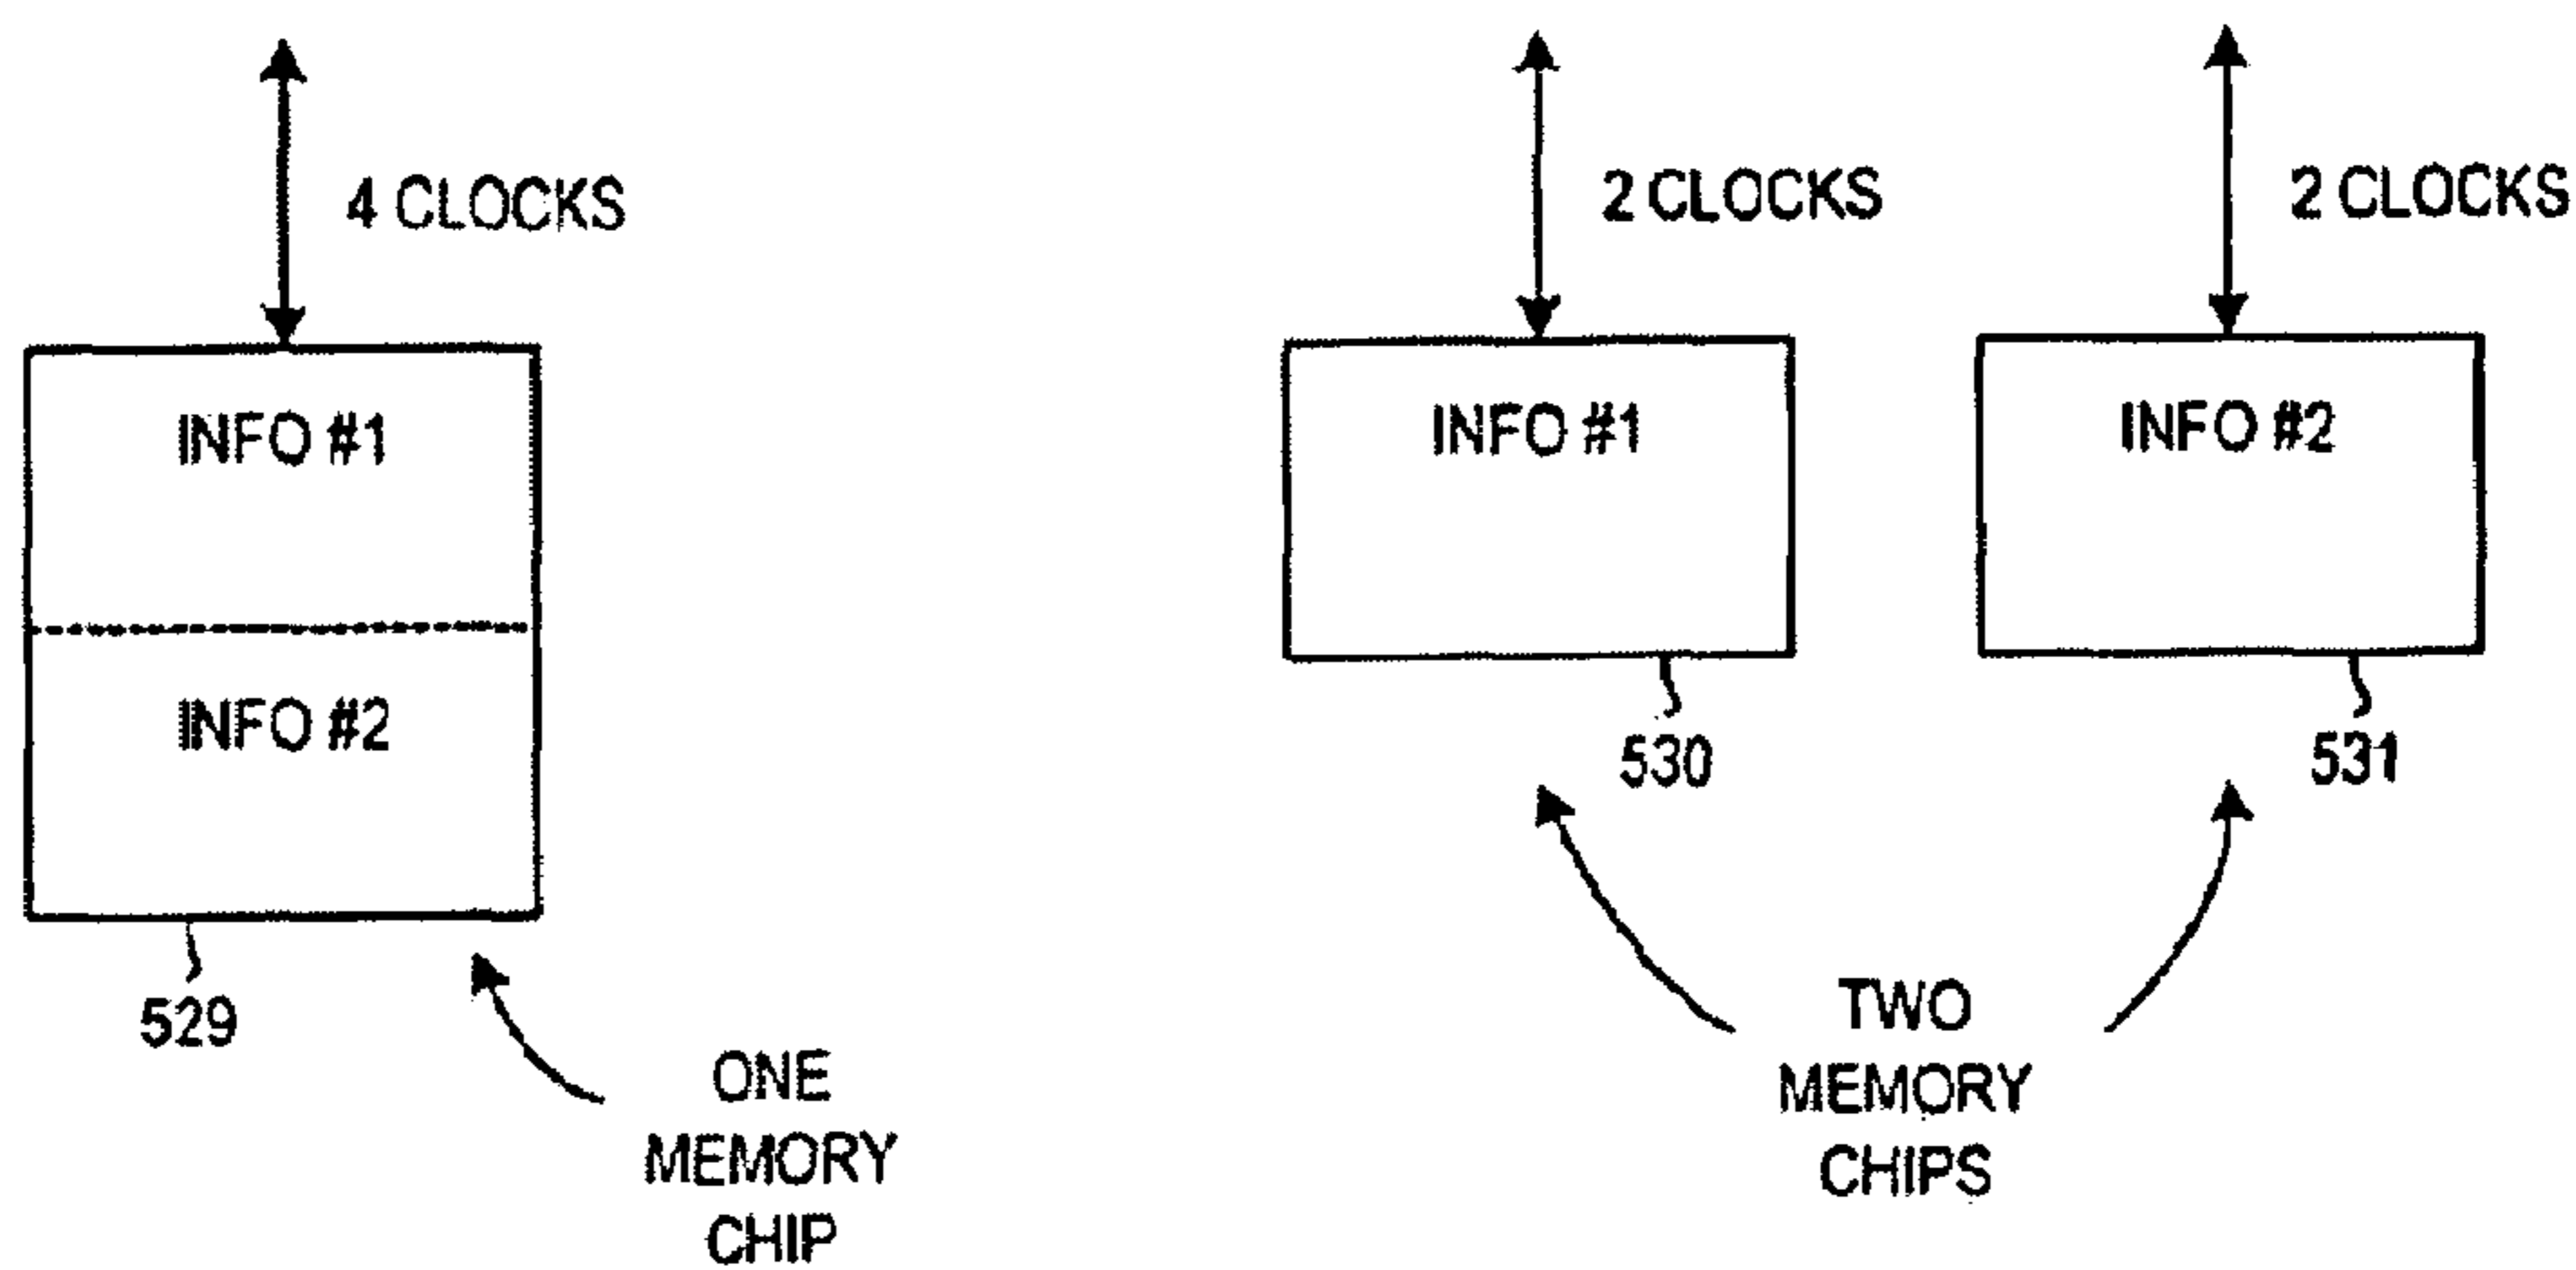 4 CLOCKS
INFO #1
INFO #2
529
ONE
MEMORY
CHIP
2 CLOCKS
2 CLOCKS
INFO #1
INFO #2
530
531
TWO
MEMORY
CHIPS